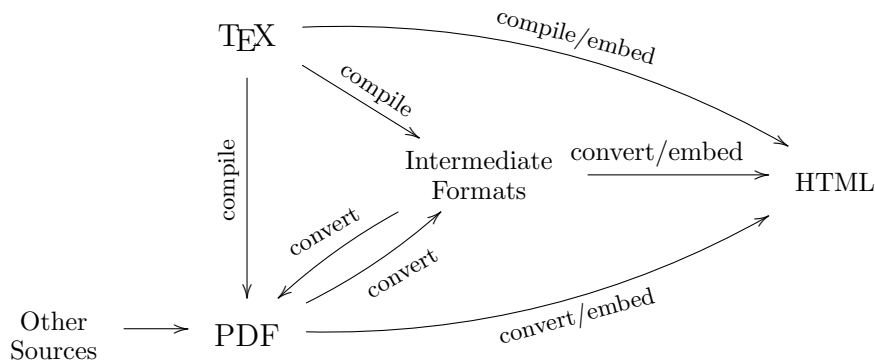 TEX
compile/embed
compile
compile
Intermediate
Formats
convert/embed
HTML
convert
convert
Other
Sources
PDF
convert/embed